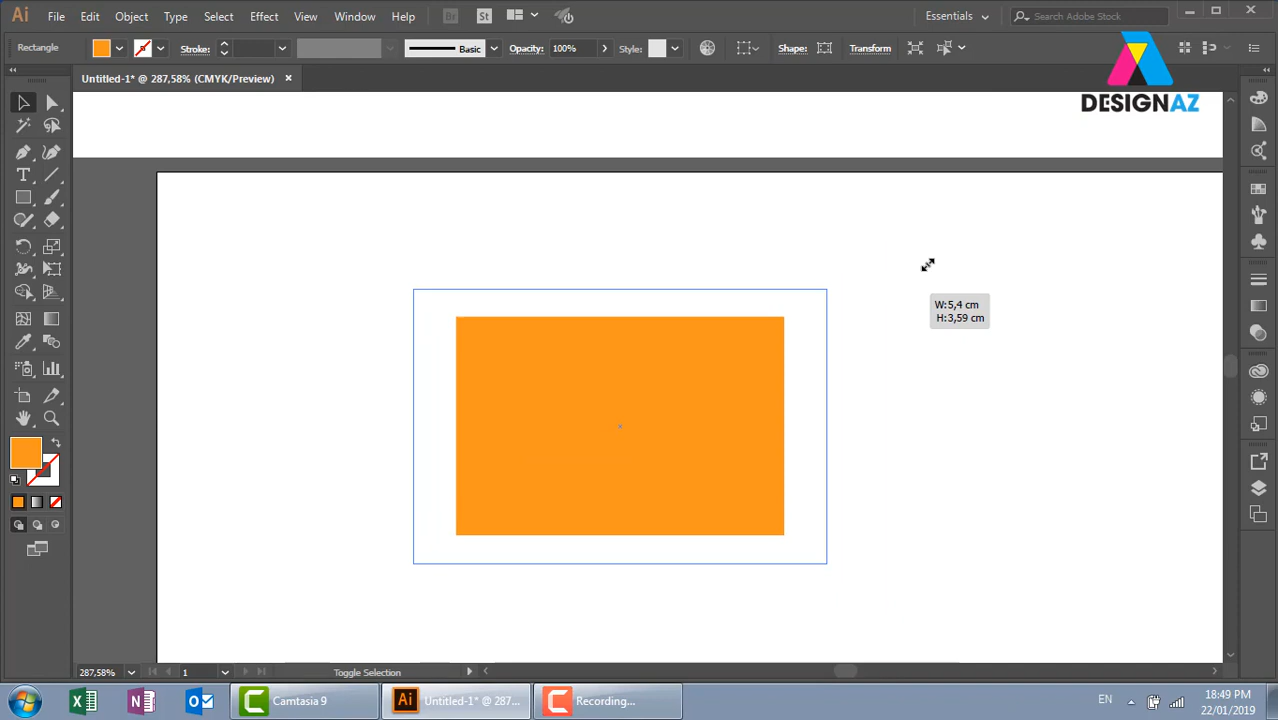 Ai File Edit Object Type Select Effect View Window Help Br St Essentials Search Adobe Stock
Rectangle Stroke: Basic Opacity: 100% Style: Shape: Transform
Untitled-1* @ 287,58% (CMYK/Preview)
DESIGNAZ
W:5,4 cm
H:3,59 cm
287,58% 1 Toggle Selection
Camtasia 9 Ai Untitled-1* @ 287... Recording... EN 18:49 PM
22/01/2019